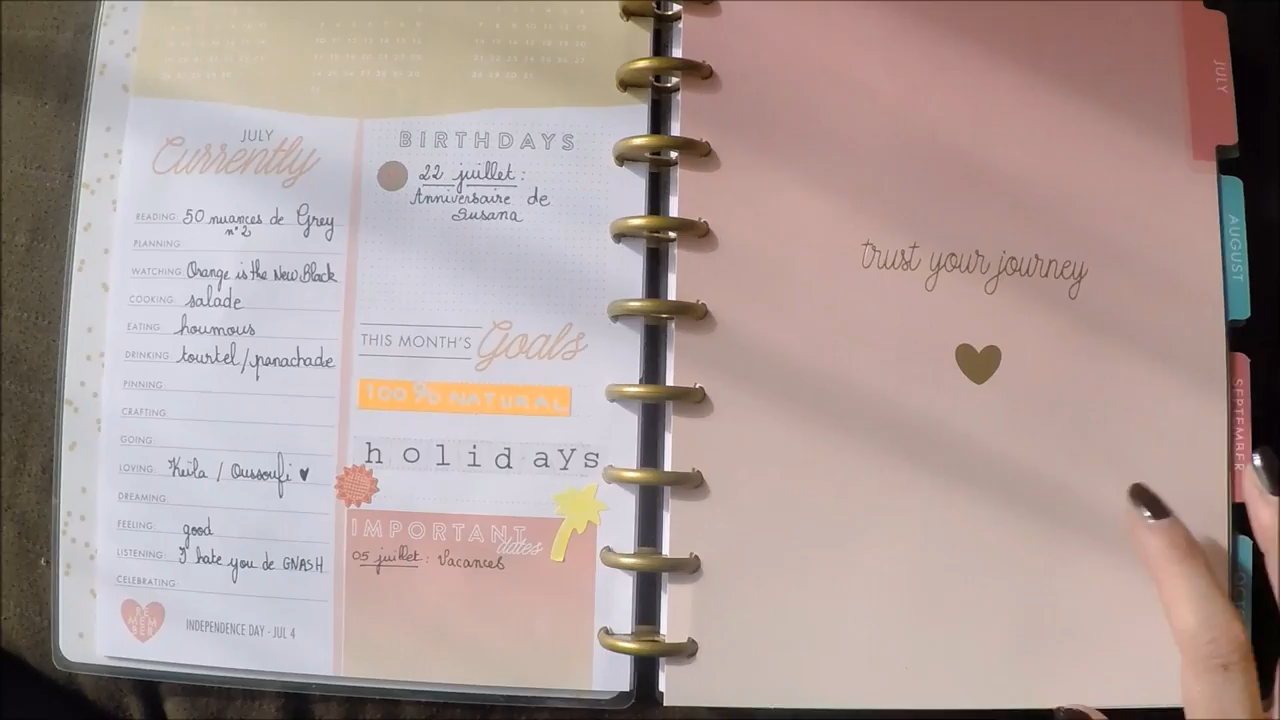 JULY
Currently
READING: 50 nuances de Grey
n°2
PLANNING:
WATCHING: Orange is the New Black
COOKING: salade
EATING: houmous
DRINKING: tourtel/panachade
PINNING:
CRAFTING:
GOING:
LOVING: Keïla / Oussoufi ♥
DREAMING:
FEELING: good
LISTENING: I hate you de GNASH
CELEBRATING:
REMEMBER
INDEPENDENCE DAY - JUL 4
BIRTHDAYS
22 juillet :
Anniversaire de
Susana
THIS MONTH'S Goals
100% NATURAL
holidays
IMPORTANT
dates
05 juillet : Vacances
trust your journey
JULY
AUGUST
SEPTEMBER